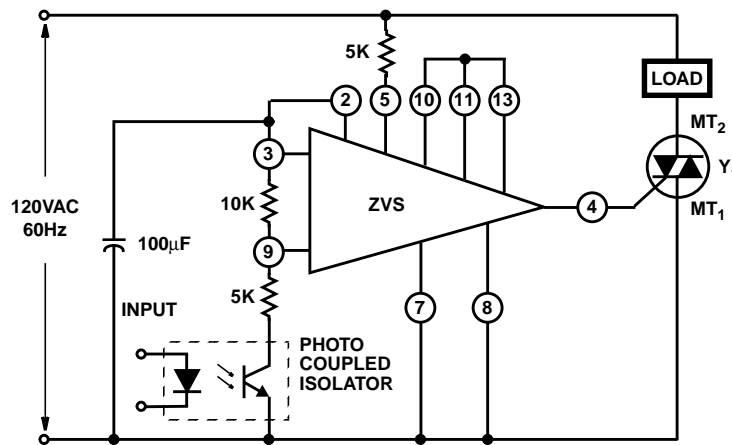 5K
LOAD
2
5
10
11
13
MT2
3
Y
120VAC
60Hz
10K
ZVS
4
MT1
100μF
9
INPUT
5K
7
8
PHOTO
COUPLED
ISOLATOR